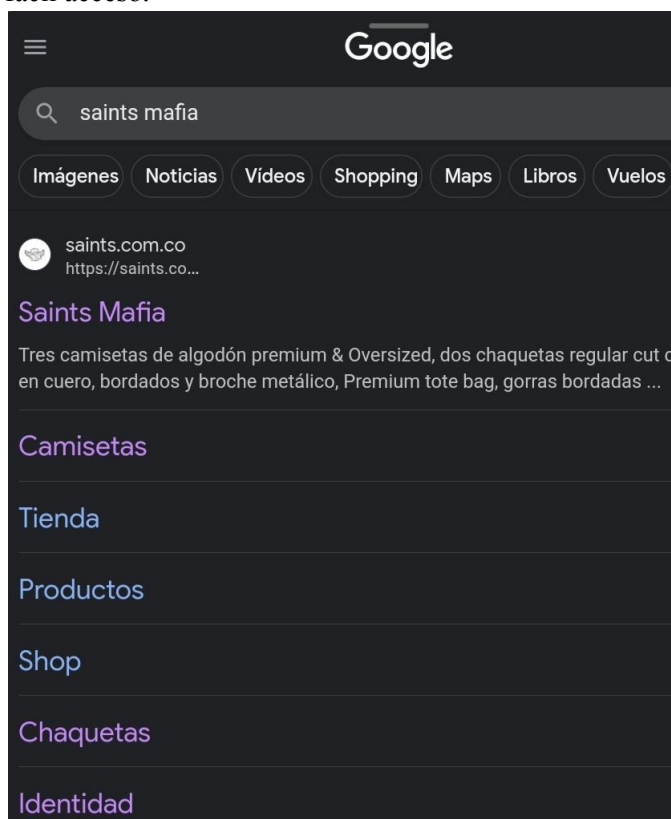 fácil acceso.
Google
saints mafia
Imágenes Noticias Vídeos Shopping Maps Libros Vuelos
saints.com.co
https://saints.co...
Saints Mafia
Tres camisetas de algodón premium & Oversized, dos chaquetas regular cut
en cuero, bordados y broche metálico, Premium tote bag, gorras bordadas ...
Camisetas
Tienda
Productos
Shop
Chaquetas
Identidad